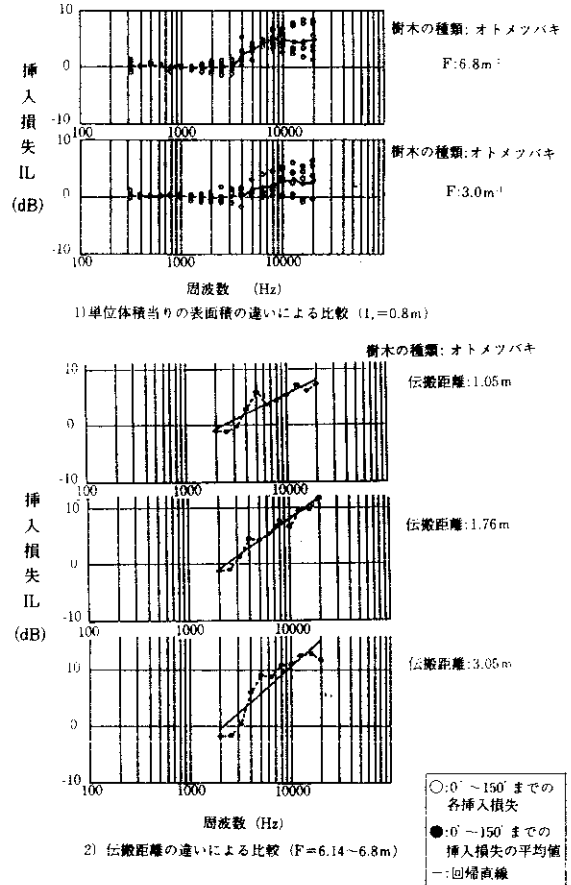 10
樹木の種類: オトメツバキ
F:6.8m⁻¹
0
-10
100
1000
10000
挿入損失IL
(dB)
10
樹木の種類:オトメツバキ
F:3.0m⁻¹
0
-10
100
1000
10000
周波数 (Hz)
1)単位体積当りの表面積の違いによる比較 (l,=0.8m)
樹木の種類: オトメツバキ
10
伝搬距離:1.05m
0
-10
100
1000
10000
挿入損失IL
(dB)
10
伝搬距離:1.76m
0
-10
100
1000
10000
10
伝搬距離:3.05m
0
-10
100
1000
10000
周波数 (Hz)
2) 伝搬距離の違いによる比較 (F=6.14~6.8m)
○:0゜~150゜までの
各挿入損失
●:0゜~150゜までの
挿入損失の平均値
—:回帰直線